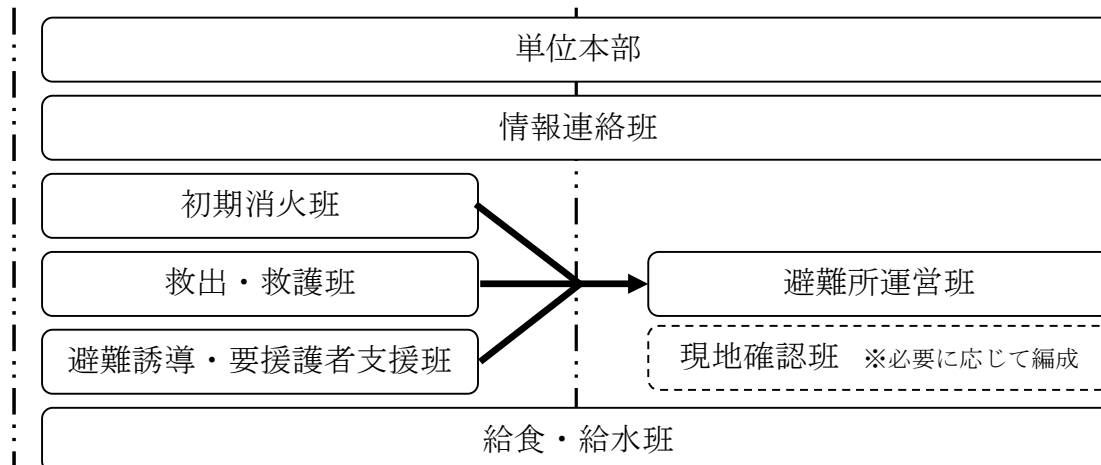 単位本部
情報連絡班
初期消火班
救出・救護班
避難所運営班
避難誘導・要援護者支援班
現地確認班 ※必要に応じて編成
給食・給水班